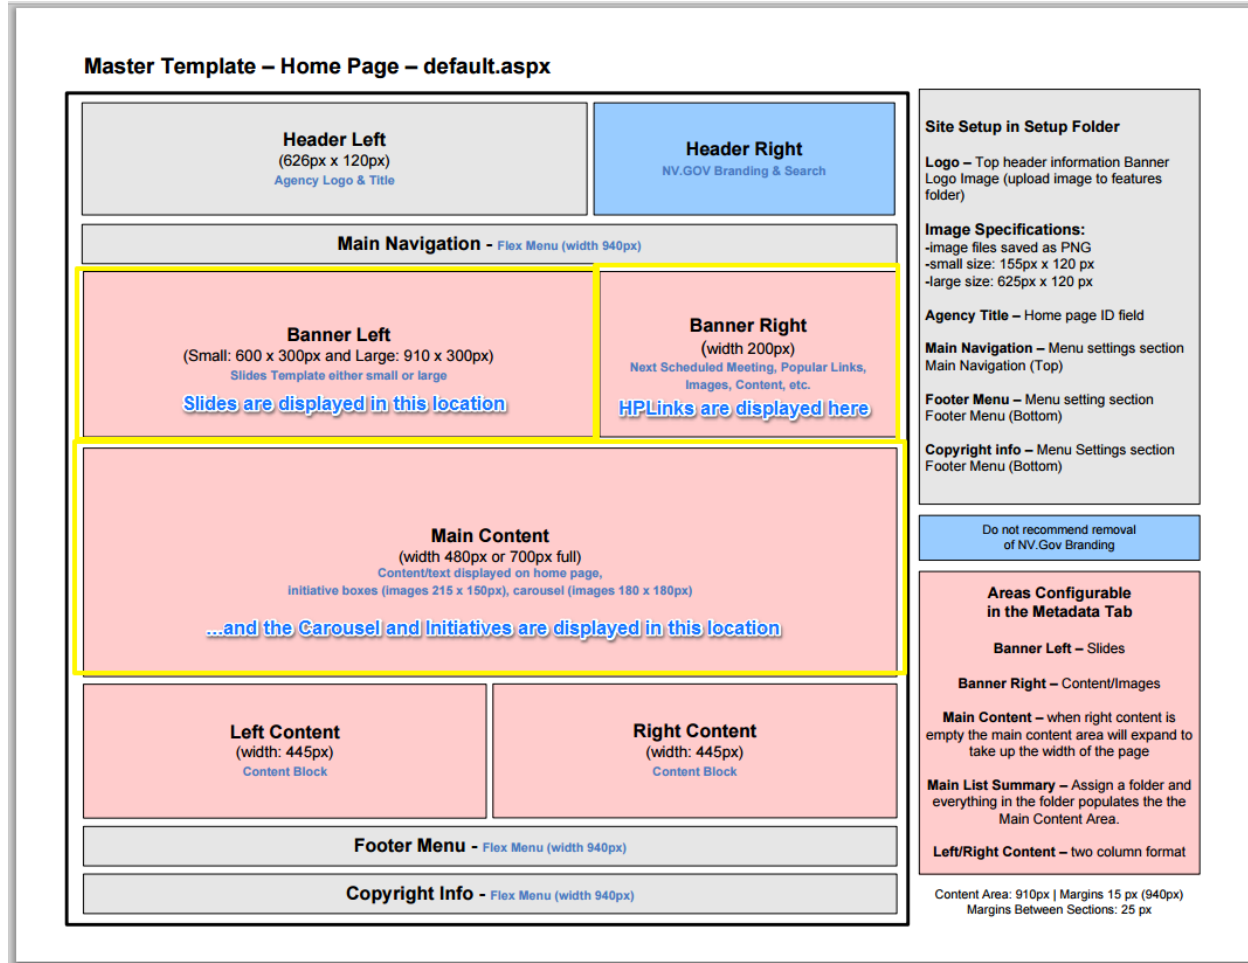 Master Template – Home Page – default.aspx
Header Left
(626px x 120px)
Agency Logo & Title
Header Right
NV.GOV Branding & Search
Main Navigation - Flex Menu (width 940px)
Banner Left
(Small: 600 x 300px and Large: 910 x 300px)
Slides Template either small or large
Slides are displayed in this location
Banner Right
(width 200px)
Next Scheduled Meeting, Popular Links,
Images, Content, etc.
HPLinks are displayed here
Main Content
(width 480px or 700px full)
Content/text displayed on home page,
initiative boxes (images 215 x 150px), carousel (images 180 x 180px)
...and the Carousel and Initiatives are displayed in this location
Left Content
(width: 445px)
Content Block
Right Content
(width: 445px)
Content Block
Footer Menu - Flex Menu (width 940px)
Copyright Info - Flex Menu (width 940px)
Site Setup in Setup Folder
Logo – Top header information Banner
Logo Image (upload image to features
folder)
Image Specifications:
-image files saved as PNG
-small size: 155px x 120 px
-large size: 625px x 120 px
Agency Title – Home page ID field
Main Navigation – Menu settings section
Main Navigation (Top)
Footer Menu – Menu setting section
Footer Menu (Bottom)
Copyright info – Menu Settings section
Footer Menu (Bottom)
Do not recommend removal
of NV.Gov Branding
Areas Configurable
in the Metadata Tab
Banner Left – Slides
Banner Right – Content/Images
Main Content – when right content is
empty the main content area will expand to
take up the width of the page
Main List Summary – Assign a folder and
everything in the folder populates the the
Main Content Area.
Left/Right Content – two column format
Content Area: 910px | Margins 15 px (940px)
Margins Between Sections: 25 px